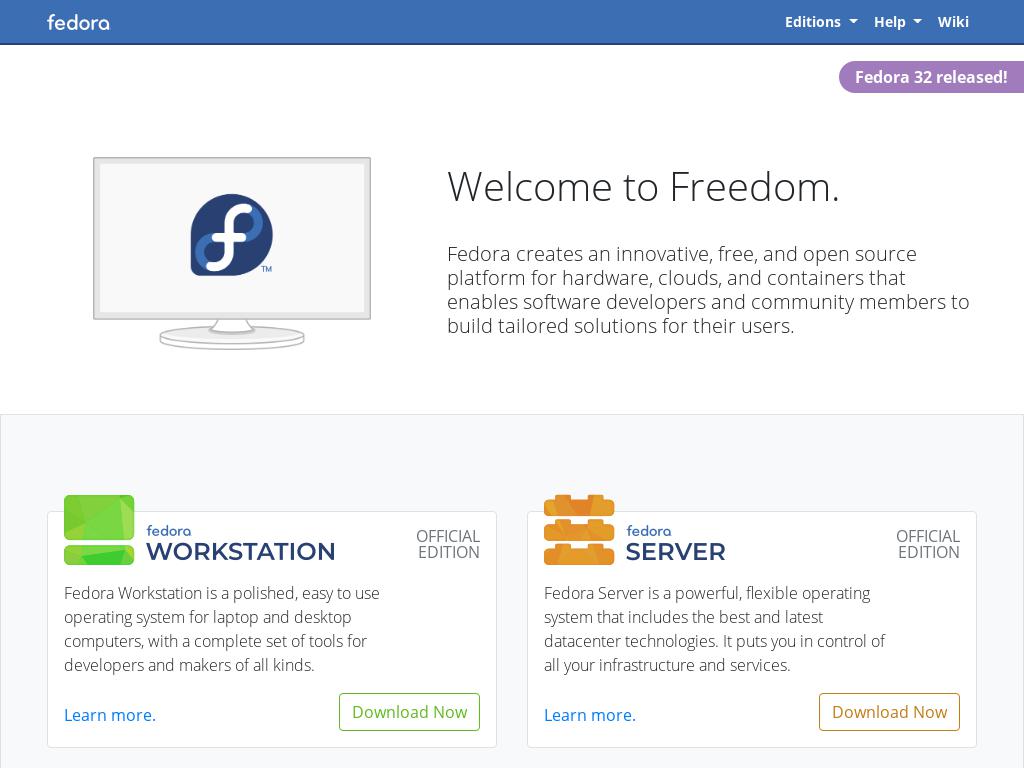 fedora
Editions
Help
Wiki
Fedora 32 released!
TM
Welcome to Freedom.
Fedora creates an innovative, free, and open source
platform for hardware, clouds, and containers that
enables software developers and community members to
build tailored solutions for their users.
fedora
WORKSTATION
OFFICIAL
EDITION
Fedora Workstation is a polished, easy to use
operating system for laptop and desktop
computers, with a complete set of tools for
developers and makers of all kinds.
Learn more.
Download Now
fedora
SERVER
OFFICIAL
EDITION
Fedora Server is a powerful, flexible operating
system that includes the best and latest
datacenter technologies. It puts you in control of
all your infrastructure and services.
Learn more.
Download Now